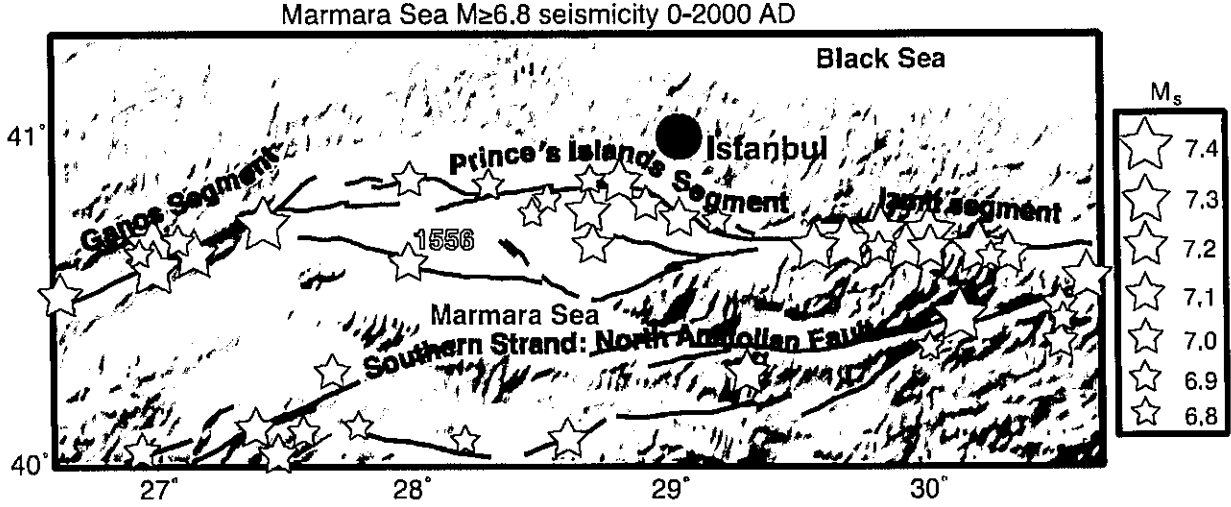 Marmara Sea M≥6.8 seismicity 0-2000 AD
Black Sea
Ms
41°
Istanbul
Prince's Islands Segment
Ganos Segment
Izmit segment
1556
Marmara Sea
Southern Strand: North Anatolian Fault
40°
27°
28°
29°
30°
7.4
7.3
7.2
7.1
7.0
6.9
6.8